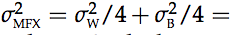 σ²_MFX = σ²_W/4 + σ²_B/4 =